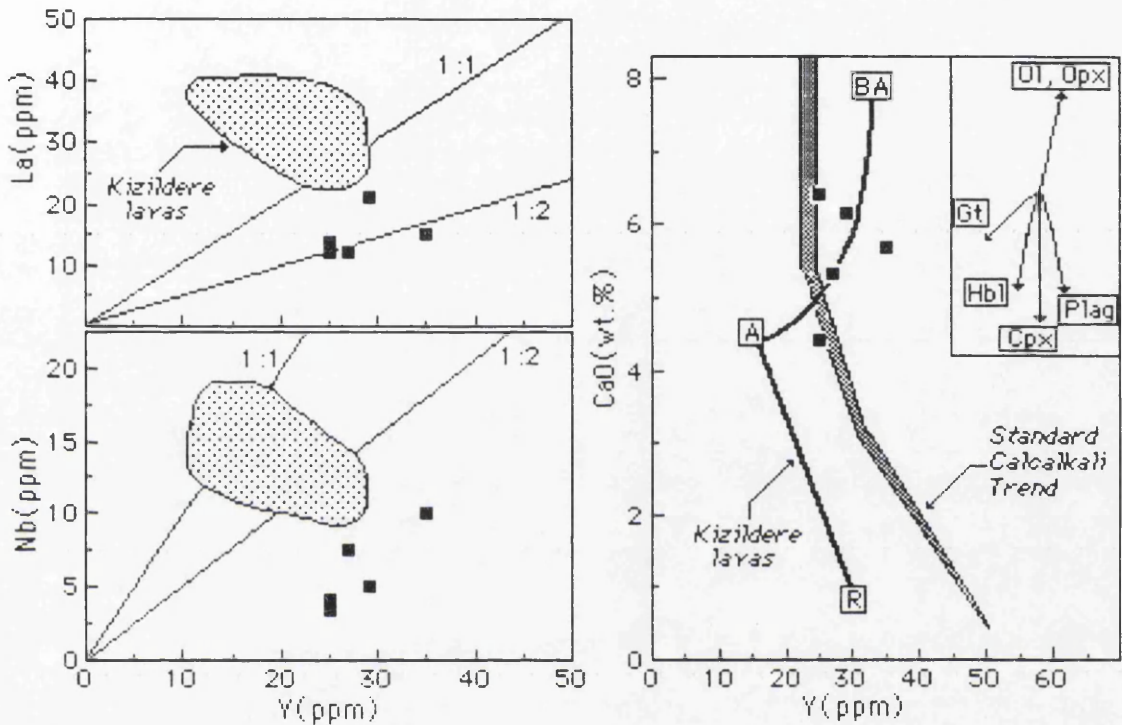 La(ppm)
50
40
30
20
10
1:1
1:2
Kizildere
lavas
Nb(ppm)
20
15
10
5
0
1:1
1:2
0
10
20
30
40
50
Y(ppm)
CaO(wt.%)
8
6
4
2
0
BA
A
R
Kizildere
lavas
Standard
Calcalkali
Trend
Ol, Opx
Gt
Hbl
Plag
Cpx
0
10
20
30
40
50
60
Y(ppm)